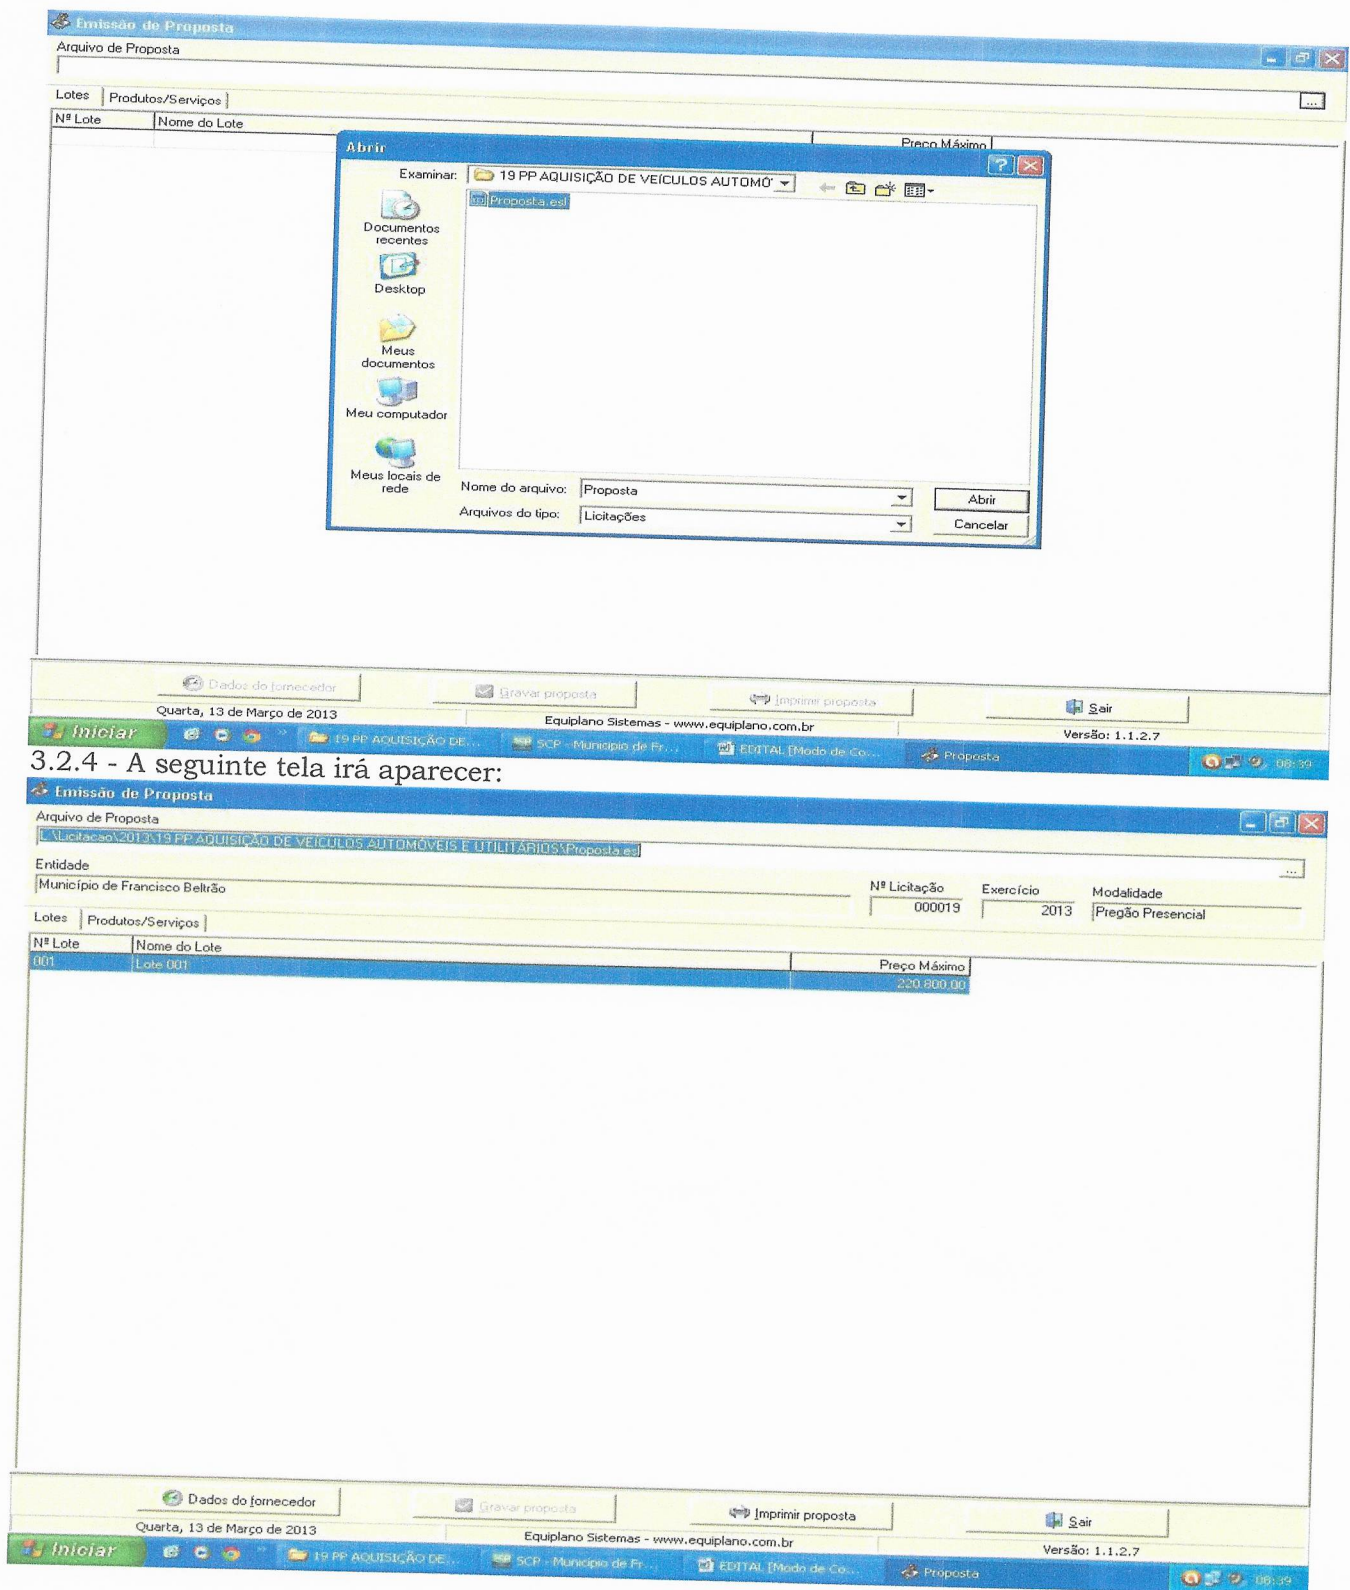 Emissão de Proposta
Arquivo de Proposta
...
Lotes Produtos/Serviços
Nº Lote Nome do Lote Preço Máximo
Abrir
Examinar: 19 PP AQUISIÇÃO DE VEÍCULOS AUTOMÓ
Proposta.esl
Documentos
recentes
Desktop
Meus
documentos
Meu computador
Meus locais de
rede
Nome do arquivo: Proposta Abrir
Arquivos do tipo: Licitações Cancelar
Dados do fornecedor Gravar proposta Imprimir proposta Sair
Quarta, 13 de Março de 2013 Equiplano Sistemas - www.equiplano.com.br Versão: 1.1.2.7
Iniciar 19 PP AQUISIÇÃO DE... SCP - Município de Fr... EDITAL [Modo de Co... Proposta 08:39
3.2.4 - A seguinte tela irá aparecer:
Emissão de Proposta
Arquivo de Proposta
L:\Licitacao\2013\19 PP AQUISIÇÃO DE VEÍCULOS AUTOMÓVEIS E UTILITÁRIOS\Proposta.esl
...
Entidade Nº Licitação Exercício Modalidade
Município de Francisco Beltrão 000019 2013 Pregão Presencial
Lotes Produtos/Serviços
Nº Lote Nome do Lote Preço Máximo
001 Lote 001 220.800,00
Dados do fornecedor Gravar proposta Imprimir proposta Sair
Quarta, 13 de Março de 2013 Equiplano Sistemas - www.equiplano.com.br Versão: 1.1.2.7
Iniciar 19 PP AQUISIÇÃO DE... SCP - Município de Fr... EDITAL [Modo de Co... Proposta 08:39